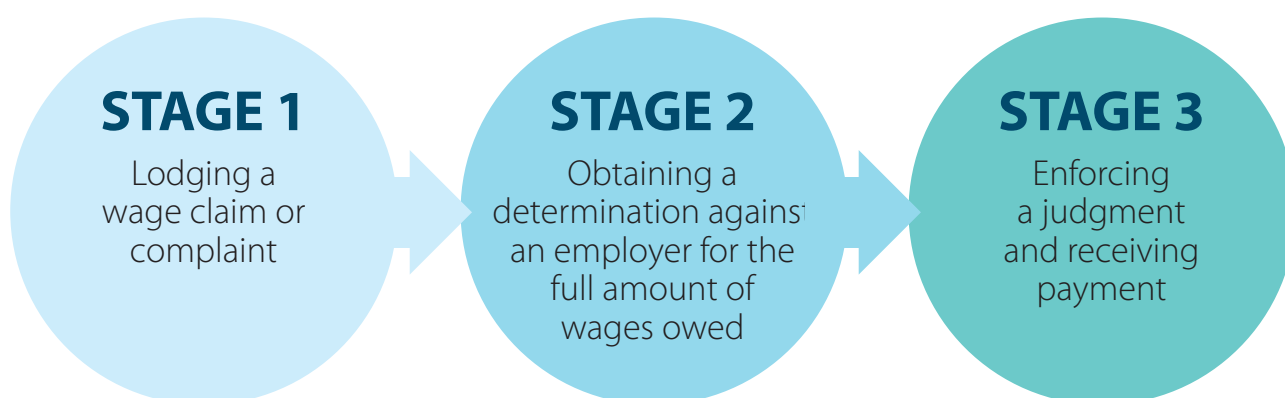 STAGE 1
Lodging a
wage claim or
complaint
STAGE 2
Obtaining a
determination against
an employer for the
full amount of
wages owed
STAGE 3
Enforcing
a judgment
and receiving
payment